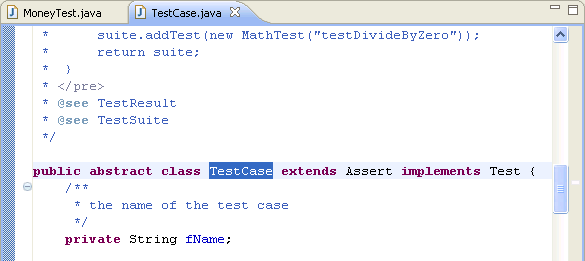 MoneyTest.java TestCase.java
* suite.addTest(new MathTest("testDivideByZero"));
* return suite;
* }
* </pre>
* @see TestResult
* @see TestSuite
*/
public abstract class TestCase extends Assert implements Test {
/**
* the name of the test case
*/
private String fName;